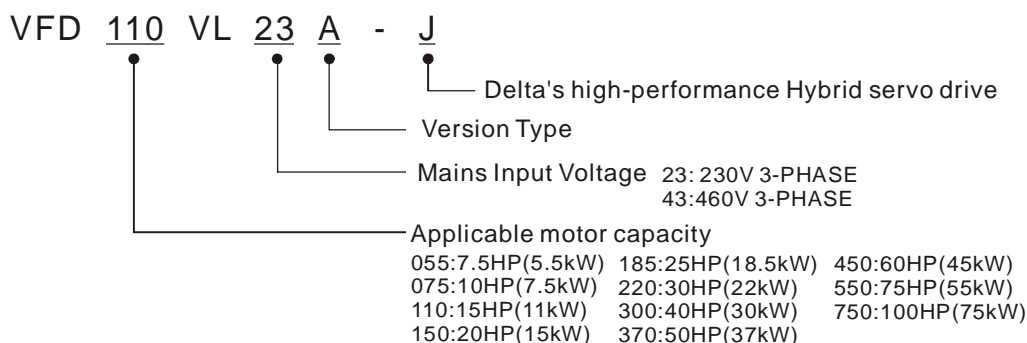 VFD 110 VL 23 A - J
Delta's high-performance Hybrid servo drive
Version Type
Mains Input Voltage 23: 230V 3-PHASE
43:460V 3-PHASE
Applicable motor capacity
055:7.5HP(5.5kW) 185:25HP(18.5kW) 450:60HP(45kW)
075:10HP(7.5kW) 220:30HP(22kW) 550:75HP(55kW)
110:15HP(11kW) 300:40HP(30kW) 750:100HP(75kW)
150:20HP(15kW) 370:50HP(37kW)